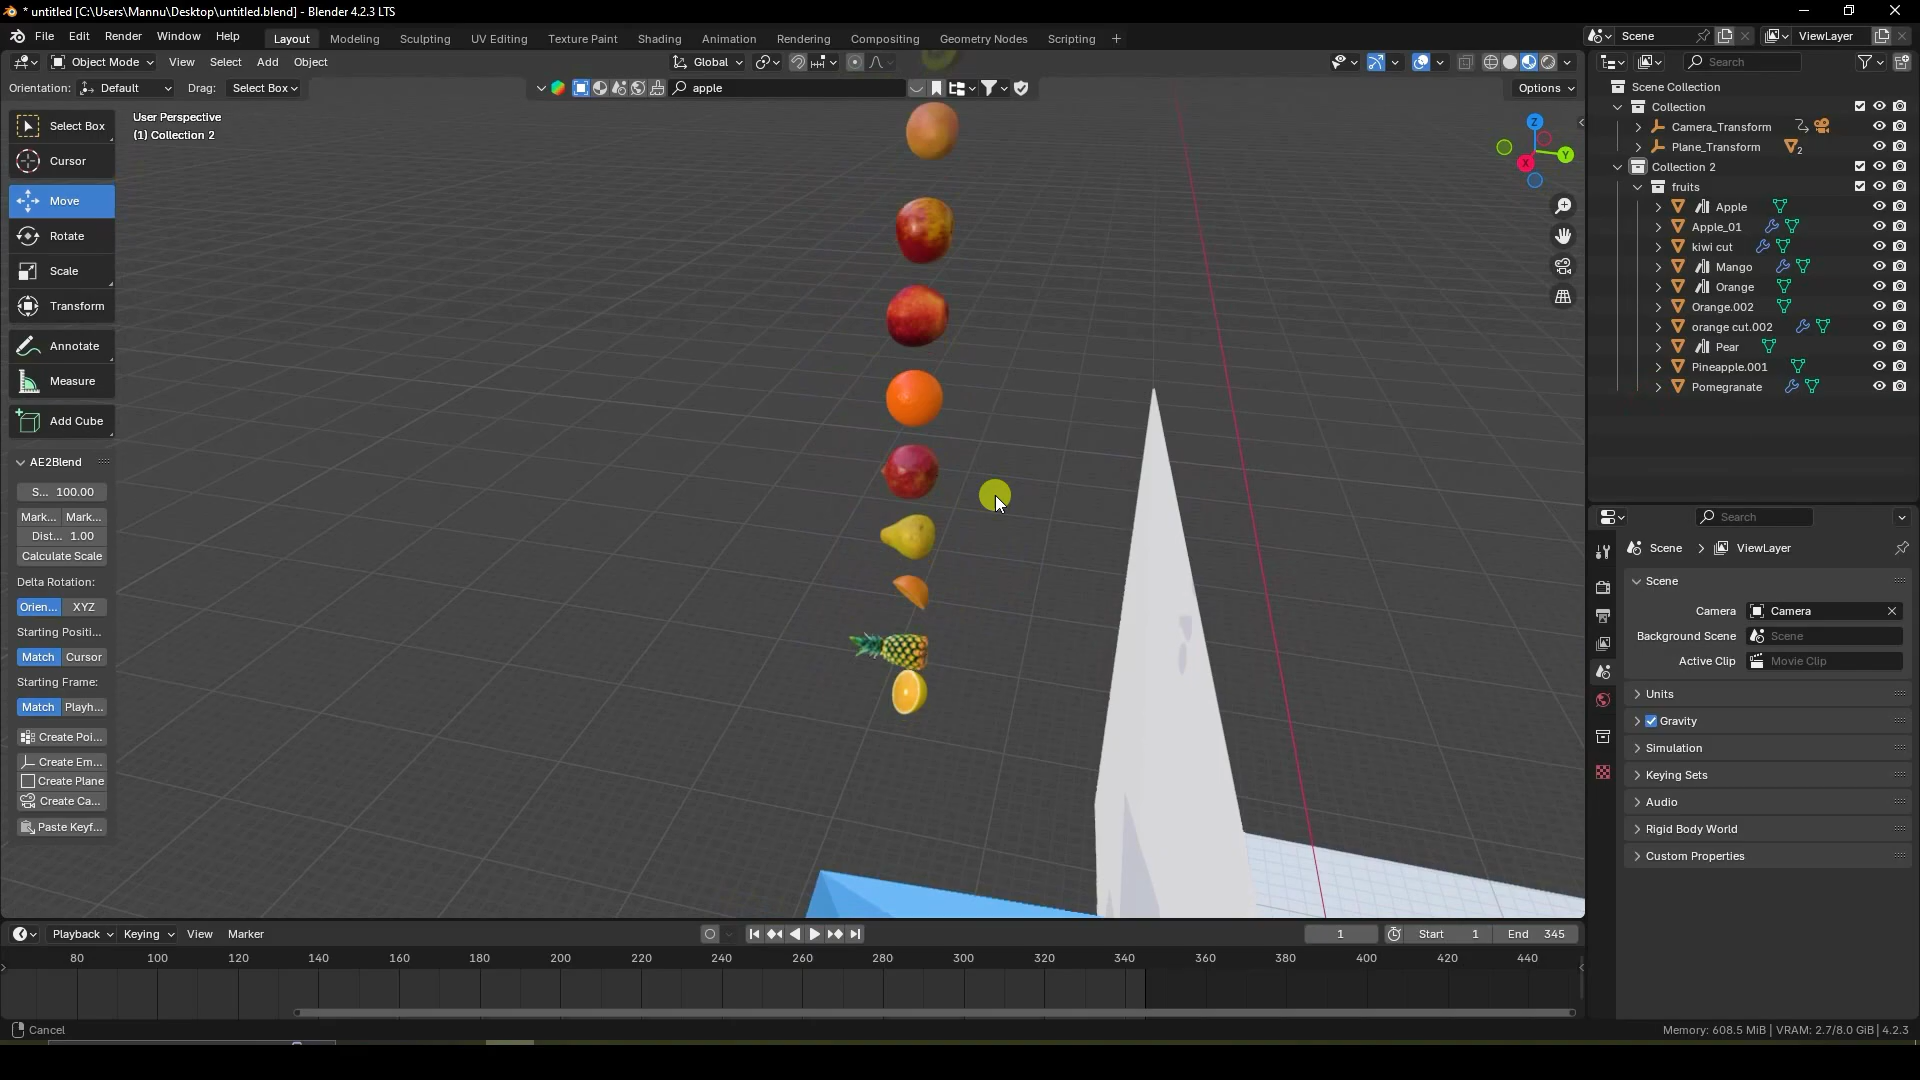 * untitled [C:\Users\Mannu\Desktop\untitled.blend] - Blender 4.2.3 LTS
File Edit Render Window Help Layout Modeling Sculpting UV Editing Texture Paint Shading Animation Rendering Compositing Geometry Nodes Scripting + Scene ViewLayer
Object Mode View Select Add Object Global Search
Orientation: Default Drag: Select Box apple Options
User Perspective
(1) Collection 2
Select Box
Cursor
Move
Rotate
Scale
Transform
Annotate
Measure
Add Cube
AE2Blend
S... 100.00
Mark... Mark...
Dist... 1.00
Calculate Scale
Delta Rotation:
Orien... XYZ
Starting Positi...
Match Cursor
Starting Frame:
Match Playh...
Create Poi...
Create Em...
Create Plane
Create Ca...
Paste Keyf...
Z
Y
X
Scene Collection
Collection
Camera_Transform
Plane_Transform 2
Collection 2
fruits
Apple
Apple_01
kiwi cut
Mango
Orange
Orange.002
orange cut.002
Pear
Pineapple.001
Pomegranate
Search
Scene ViewLayer
Scene
Camera Camera
Background Scene Scene
Active Clip Movie Clip
Units
Gravity
Simulation
Keying Sets
Audio
Rigid Body World
Custom Properties
Playback Keying View Marker 1 Start 1 End 345
80 100 120 140 160 180 200 220 240 260 280 300 320 340 360 380 400 420 440
Cancel Memory: 608.5 MiB | VRAM: 2.7/8.0 GiB | 4.2.3